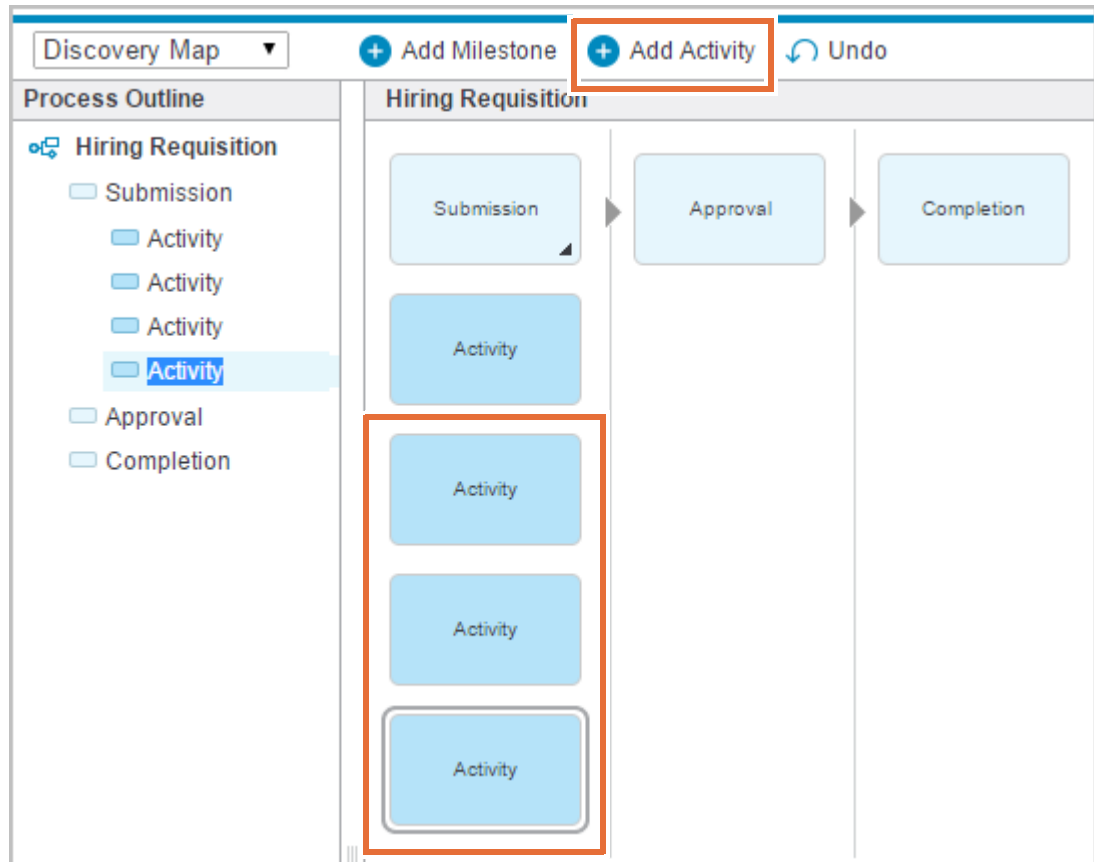 Discovery Map
Add Milestone
Add Activity
Undo
Process Outline
Hiring Requisition
Submission
Activity
Activity
Activity
Activity
Approval
Completion
Hiring Requisition
Submission
Approval
Completion
Activity
Activity
Activity
Activity